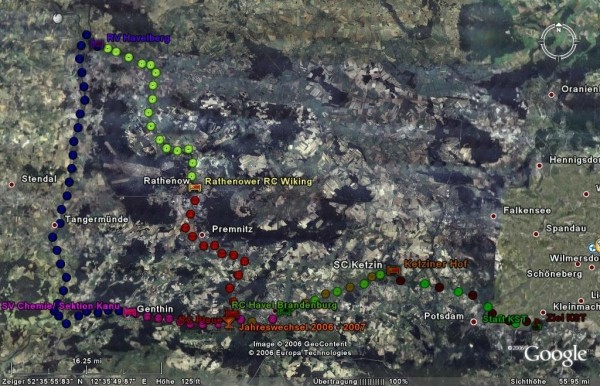 N
RV Havelberg
Oranien
Hennigsdor
Rathenow
Rathenower RC Wiking
Stendal
Falkensee
Tangermünde
Premnitz
Spandau
Wilmersdo
SC Ketzin
Ketziner Hof
Schöneberg
SV Chemie/ Sektion Kanu
Genthin
RC Havel Brandenburg
Kleinmach
Potsdam
Start KST
Ziel KST
Jahreswechsel 2006 - 2007
Image © 2006 GeoContent
© 2006 Europa Technologies
© 2006
Google
16.25 mi
Zeiger 52°35'55.83" N 12°35'49.87" E Höhe 125 ft
Übertragung 100%
Sichthöhe 55.95 mi